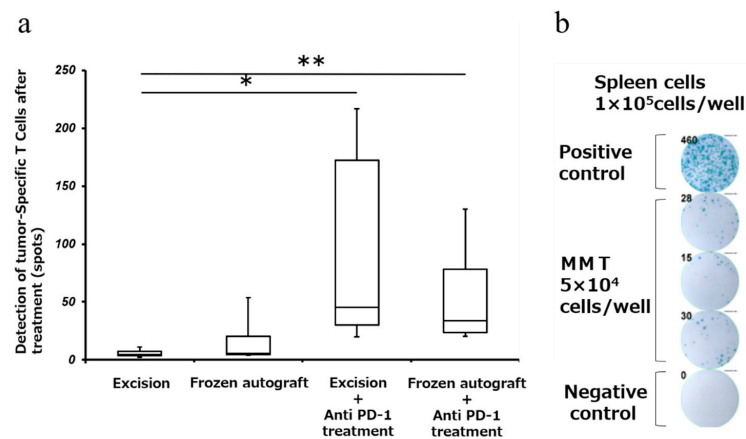 a
Detection of tumor-Specific T Cells after
treatment (spots)
250
200
150
100
50
0
*
**
Excision
Frozen autograft
Excision
+
Anti PD-1
treatment
Frozen autograft
+
Anti PD-1
treatment
b
Spleen cells
1×10⁵cells/well
Positive
control
460
MMT
5×10⁴
cells/well
28
15
30
Negative
control
0